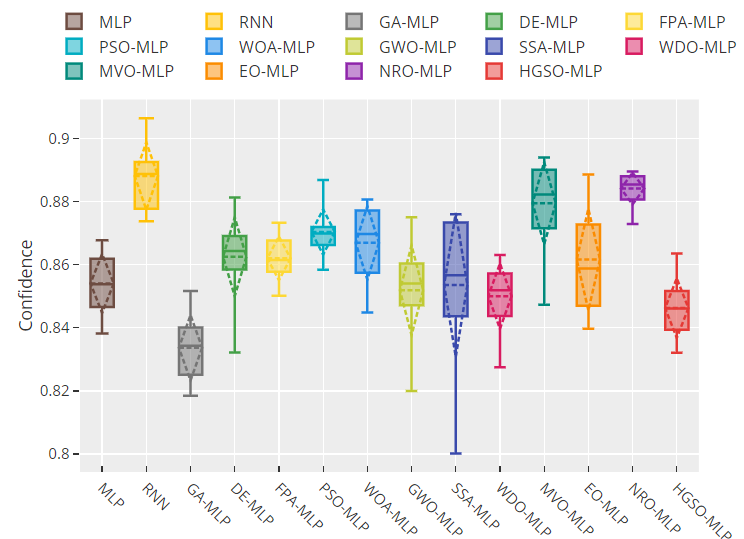 MLP RNN GA-MLP DE-MLP FPA-MLP
PSO-MLP WOA-MLP GWO-MLP SSA-MLP WDO-MLP
MVO-MLP EO-MLP NRO-MLP HGSO-MLP
Confidence
0.9
0.88
0.86
0.84
0.82
0.8
MLP RNN GA-MLP DE-MLP FPA-MLP PSO-MLP WOA-MLP GWO-MLP SSA-MLP WDO-MLP MVO-MLP EO-MLP NRO-MLP HGSO-MLP